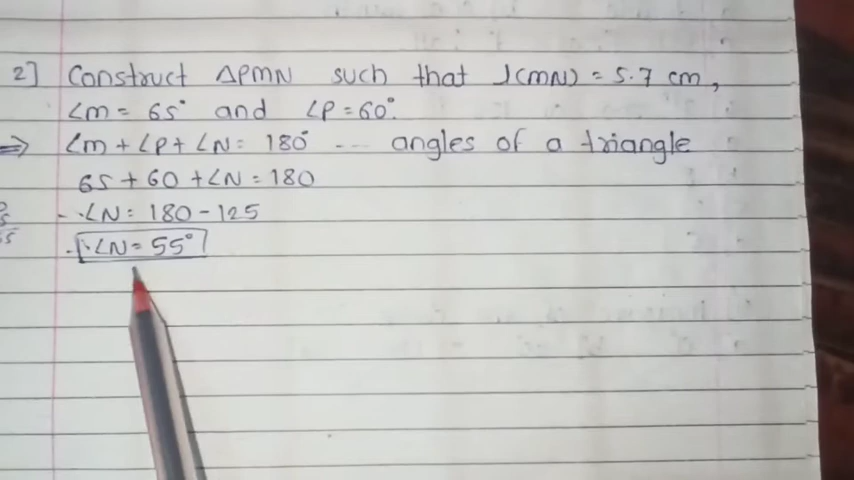 2] Construct ΔPMN such that l(MN) = 5.7 cm,
∠M = 65° and ∠P = 60°.
⇒ ∠M + ∠P + ∠N = 180° --- angles of a triangle
65 + 60 + ∠N = 180
∴ ∠N = 180 - 125
∴ ∠N = 55°